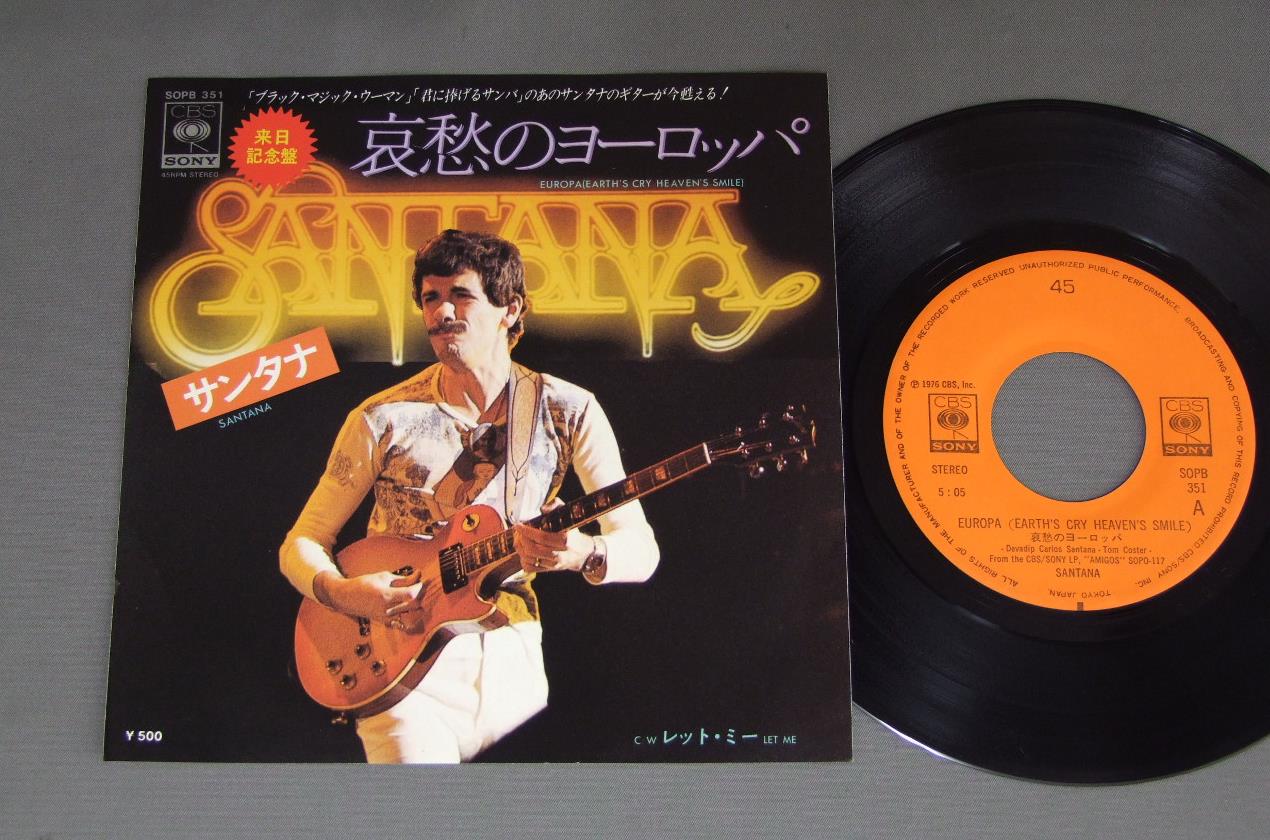 SOPB 351
「ブラック・マジック・ウーマン」「君に捧げるサンバ」のあのサンタナのギターが今甦える!
CBS
SONY
45RPM STEREO
来日
記念盤
哀愁のヨーロッパ
EUROPA(EARTH'S CRY HEAVEN'S SMILE)
SANTANA
サンタナ
SANTANA
¥500
C W レット・ミー LET ME
ALL RIGHTS OF THE MANUFACTURER AND OF THE OWNER OF THE RECORDED WORK RESERVED UNAUTHORIZED PUBLIC PERFORMANCE, BROADCASTING AND COPYING OF THIS RECORD PROHIBITED CBS/SONY INC. TOKYO JAPAN.
45
℗ 1976 CBS, Inc.
CBS
SONY
CBS
SONY
STEREO
5:05
SOPB
351
A
EUROPA (EARTH'S CRY HEAVEN'S SMILE)
哀愁のヨーロッパ
- Devadip Carlos Santana - Tom Coster -
From the CBS/SONY LP, "AMIGOS" SOPO-117
SANTANA